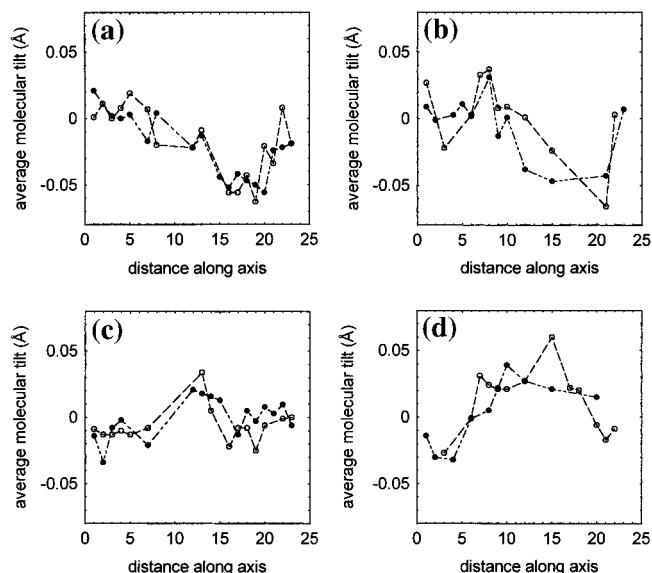 (a)
average molecular tilt (Å)
0.05
0
-0.05
0 5 10 15 20 25
distance along axis
(b)
average molecular tilt (Å)
0.05
0
-0.05
0 5 10 15 20 25
distance along axis
(c)
average molecular tilt (Å)
0.05
0
-0.05
0 5 10 15 20 25
distance along axis
(d)
average molecular tilt (Å)
0.05
0
-0.05
0 5 10 15 20 25
distance along axis